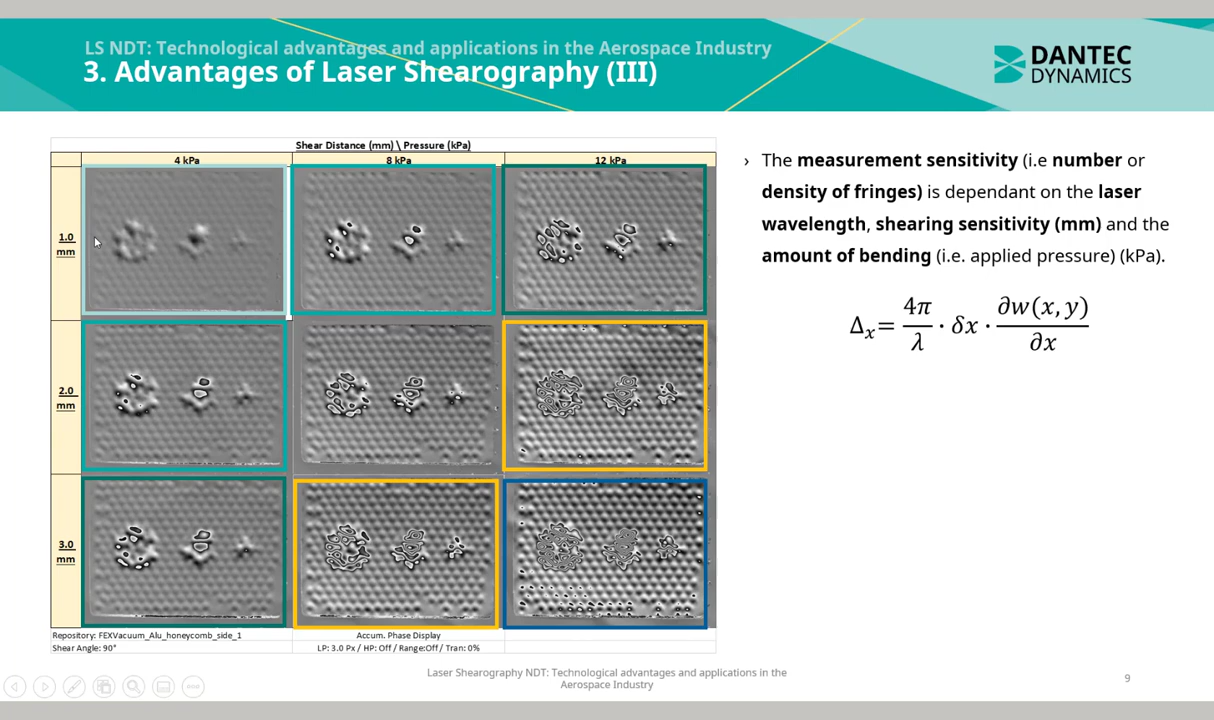 LS NDT: Technological advantages and applications in the Aerospace Industry
3. Advantages of Laser Shearography (III)
DANTEC
DYNAMICS
Shear Distance (mm) \ Pressure (kPa)
4 kPa
8 kPa
12 kPa
1.0
mm
2.0
mm
3.0
mm
Repository: FEXVacuum_Alu_honeycomb_side_1
Accum. Phase Display
Shear Angle: 90°
LP: 3.0 Px / HP: Off / Range:Off / Tran: 0%
› The measurement sensitivity (i.e number or
density of fringes) is dependant on the laser
wavelength, shearing sensitivity (mm) and the
amount of bending (i.e. applied pressure) (kPa).
Δₓ= 4π/λ · δx · ∂w(x, y)/∂x
Laser Shearography NDT: Technological advantages and applications in the
Aerospace Industry
9